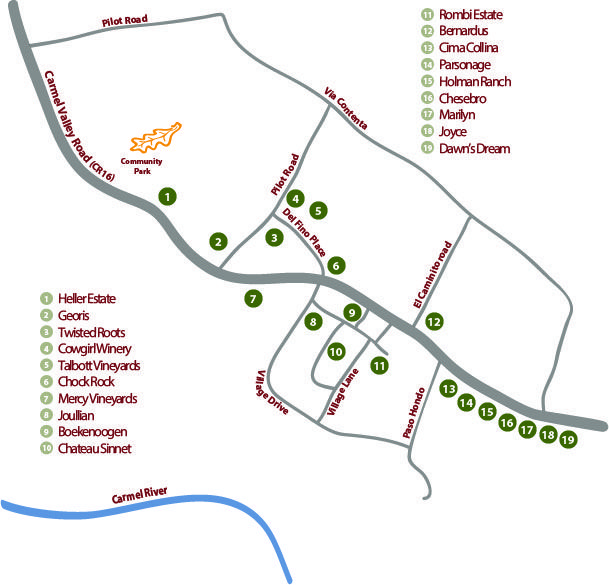 Pilot Road
11 Rombi Estate
12 Bernardus
13 Cima Collina
14 Parsonage
15 Holman Ranch
16 Chesebro
17 Marilyn
18 Joyce
19 Dawn's Dream
Via Contenta
Carmel Valley Road (CR16)
Community
Park
Pilot Road
1
4
5
Del Fino Place
2
3
6
El Caminito road
7
1 Heller Estate
2 Georis
3 Twisted Roots
4 Cowgirl Winery
5 Talbott Vineyards
6 Chock Rock
7 Mercy Vineyards
8 Joullian
9 Boekenoogen
10 Chateau Sinnet
9
8
12
10
11
Village Drive
Village Lane
Paso Hondo
13
14
15
16
17
18
19
Carmel River